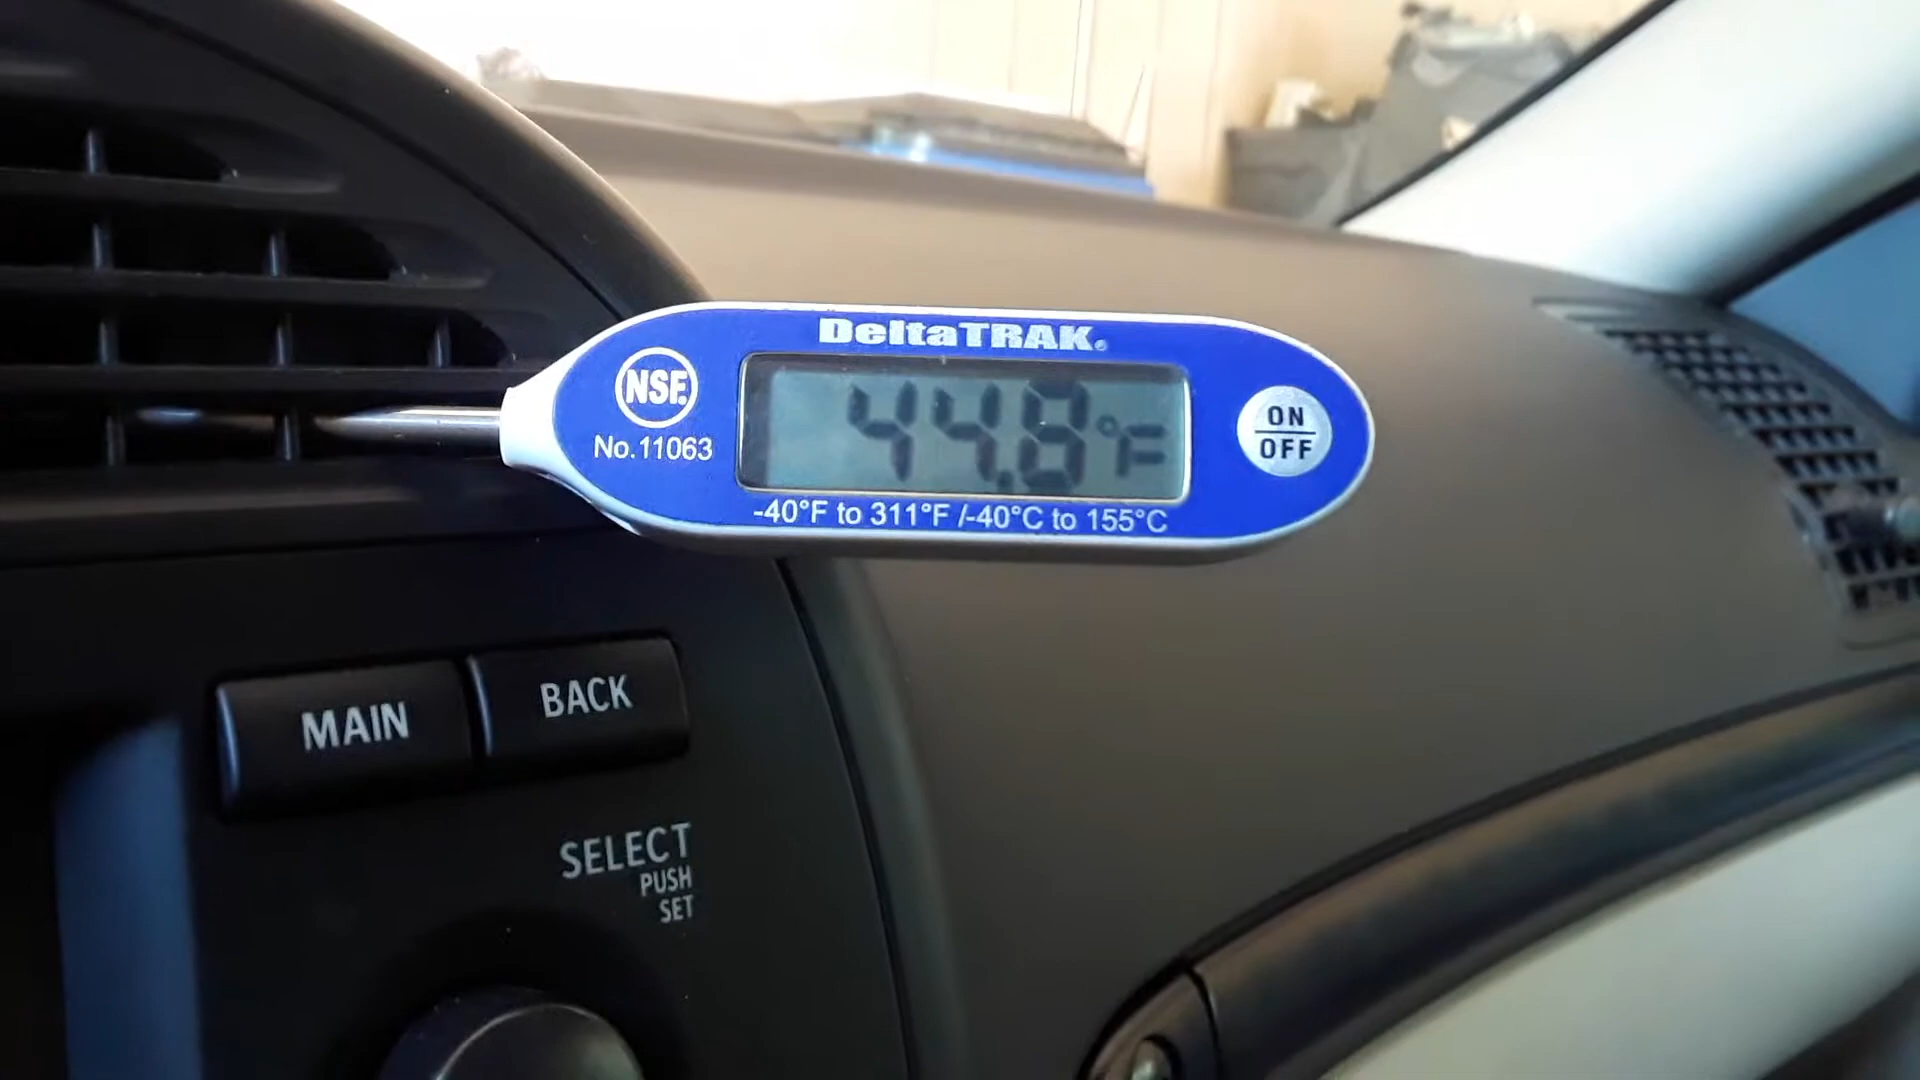 DeltaTRAK®
NSF.
No.11063
44.8°F
ON
OFF
-40°F to 311°F /-40°C to 155°C
MAIN
BACK
SELECT
PUSH
SET